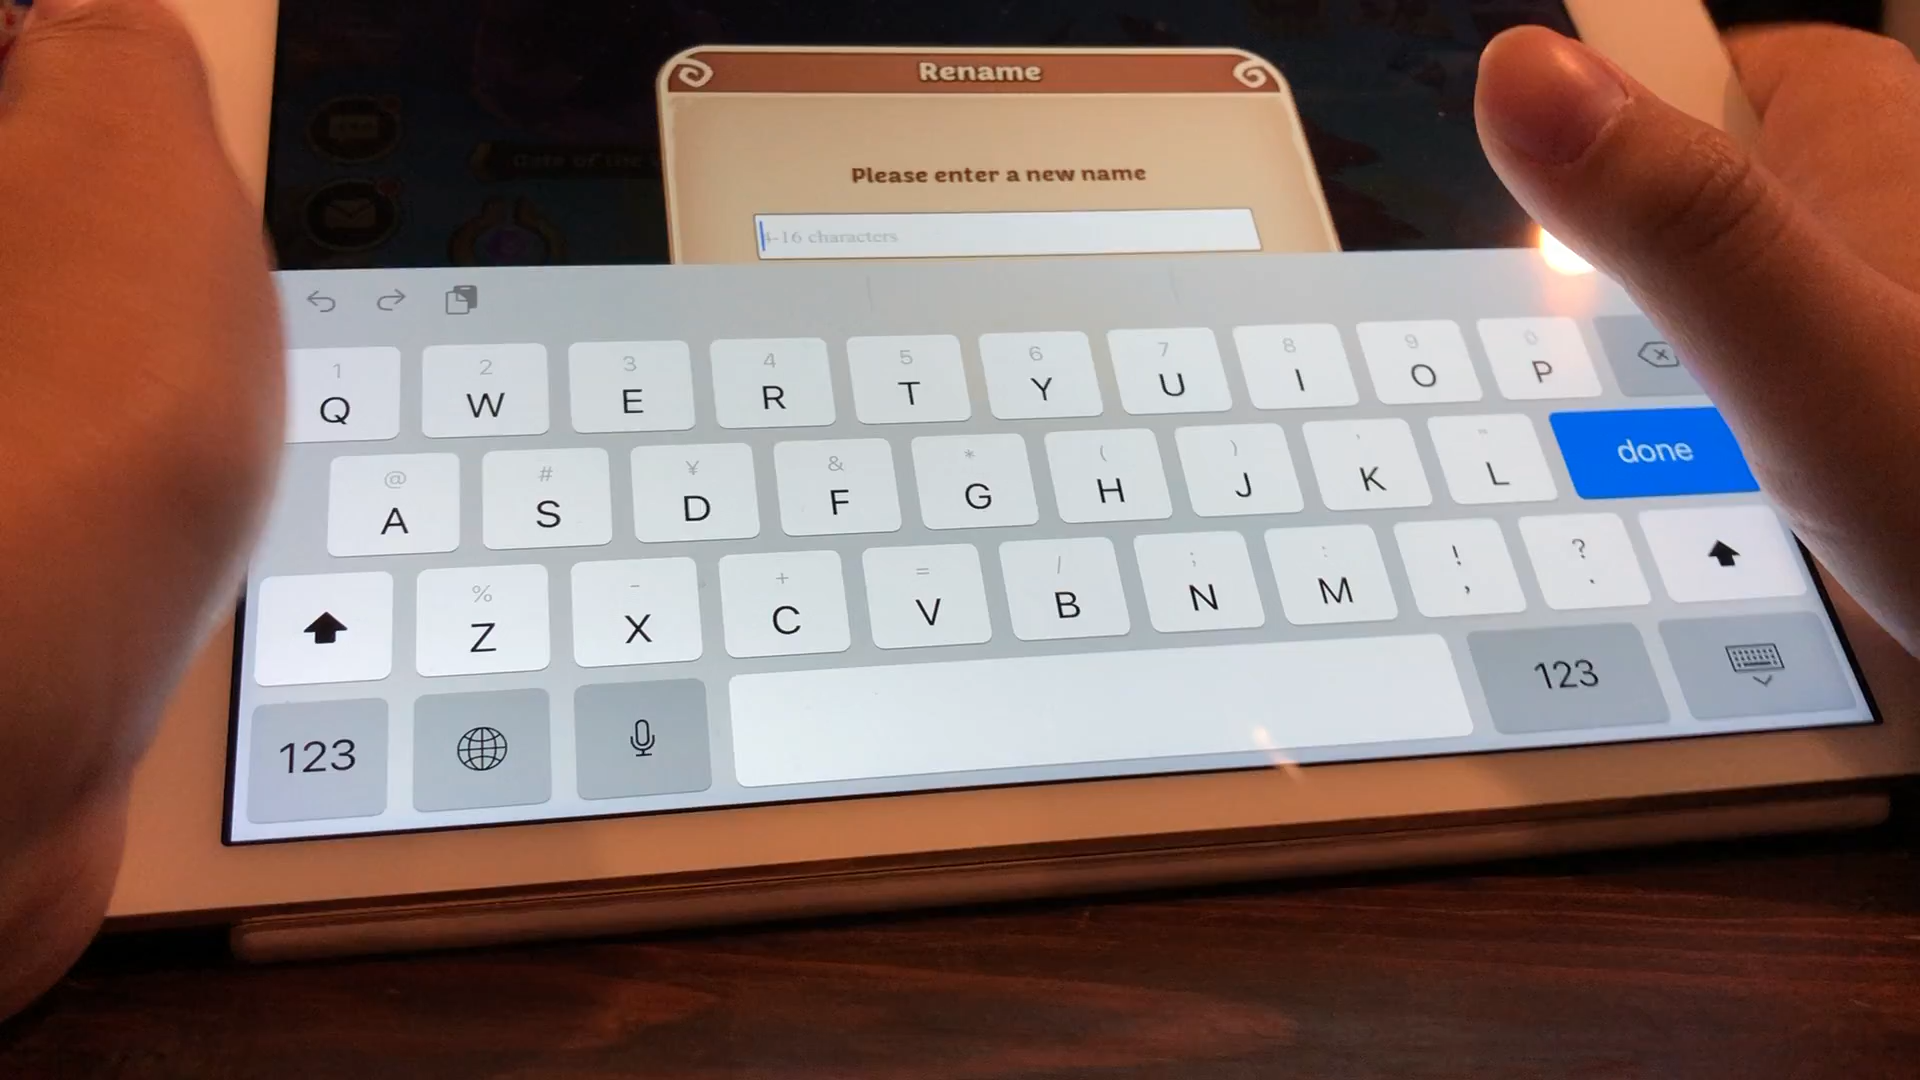 Rename
Please enter a new name
4-16 characters
1 2 3 4 5 6 7 8 9 0
Q W E R T Y U I O P
@ # ¥ & * ( ) ' "
A S D F G H J K L done
% - + = / ; : ! ?
Z X C V B N M , .
123 123